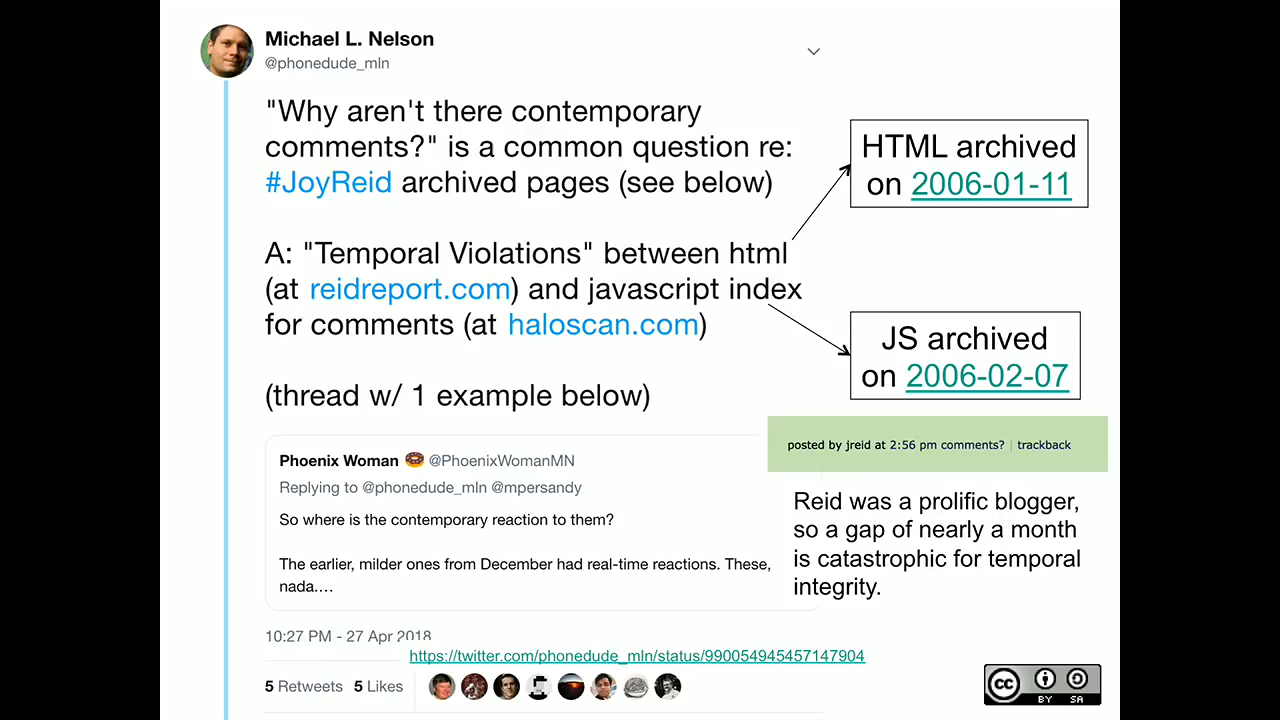 Michael L. Nelson
@phonedude_mln
"Why aren't there contemporary
comments?" is a common question re:
#JoyReid archived pages (see below)
A: "Temporal Violations" between html
(at reidreport.com) and javascript index
for comments (at haloscan.com)
(thread w/ 1 example below)
HTML archived
on 2006-01-11
JS archived
on 2006-02-07
posted by jreid at 2:56 pm comments? | trackback
Reid was a prolific blogger,
so a gap of nearly a month
is catastrophic for temporal
integrity.
Phoenix Woman 🍩 @PhoenixWomanMN
Replying to @phonedude_mln @mpersandy
So where is the contemporary reaction to them?
The earlier, milder ones from December had real-time reactions. These,
nada....
10:27 PM - 27 Apr 2018
https://twitter.com/phonedude_mln/status/990054945457147904
5 Retweets 5 Likes
CC BY SA